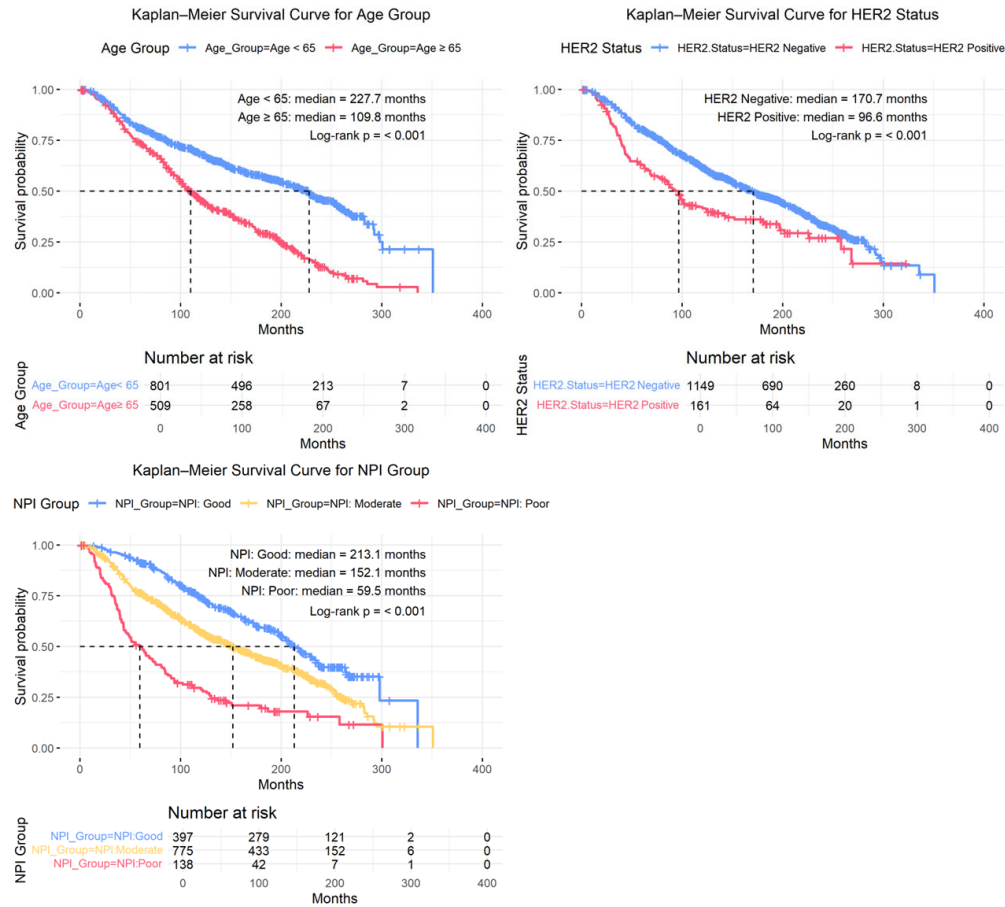 Kaplan–Meier Survival Curve for Age Group
Age Group Age_Group=Age < 65 Age_Group=Age ≥ 65
Survival probability
1.00
0.75
0.50
0.25
0.00
Age < 65: median = 227.7 months
Age ≥ 65: median = 109.8 months
Log-rank p = < 0.001
0 100 200 300 400
Months
Number at risk
Age Group
Age_Group=Age< 65 801 496 213 7 0
Age_Group=Age≥ 65 509 258 67 2 0
0 100 200 300 400
Months
Kaplan–Meier Survival Curve for HER2 Status
HER2 Status HER2.Status=HER2 Negative HER2.Status=HER2 Positive
Survival probability
1.00
0.75
0.50
0.25
0.00
HER2 Negative: median = 170.7 months
HER2 Positive: median = 96.6 months
Log-rank p = < 0.001
0 100 200 300 400
Months
Number at risk
HER2 Status
HER2.Status=HER2 Negative 1149 690 260 8 0
HER2.Status=HER2 Positive 161 64 20 1 0
0 100 200 300 400
Months
Kaplan–Meier Survival Curve for NPI Group
NPI Group NPI_Group=NPI: Good NPI_Group=NPI: Moderate NPI_Group=NPI: Poor
Survival probability
1.00
0.75
0.50
0.25
0.00
NPI: Good: median = 213.1 months
NPI: Moderate: median = 152.1 months
NPI: Poor: median = 59.5 months
Log-rank p = < 0.001
0 100 200 300 400
Months
Number at risk
NPI Group
NPI_Group=NPI:Good 397 279 121 2 0
NPI_Group=NPI:Moderate 775 433 152 6 0
NPI_Group=NPI:Poor 138 42 7 1 0
0 100 200 300 400
Months